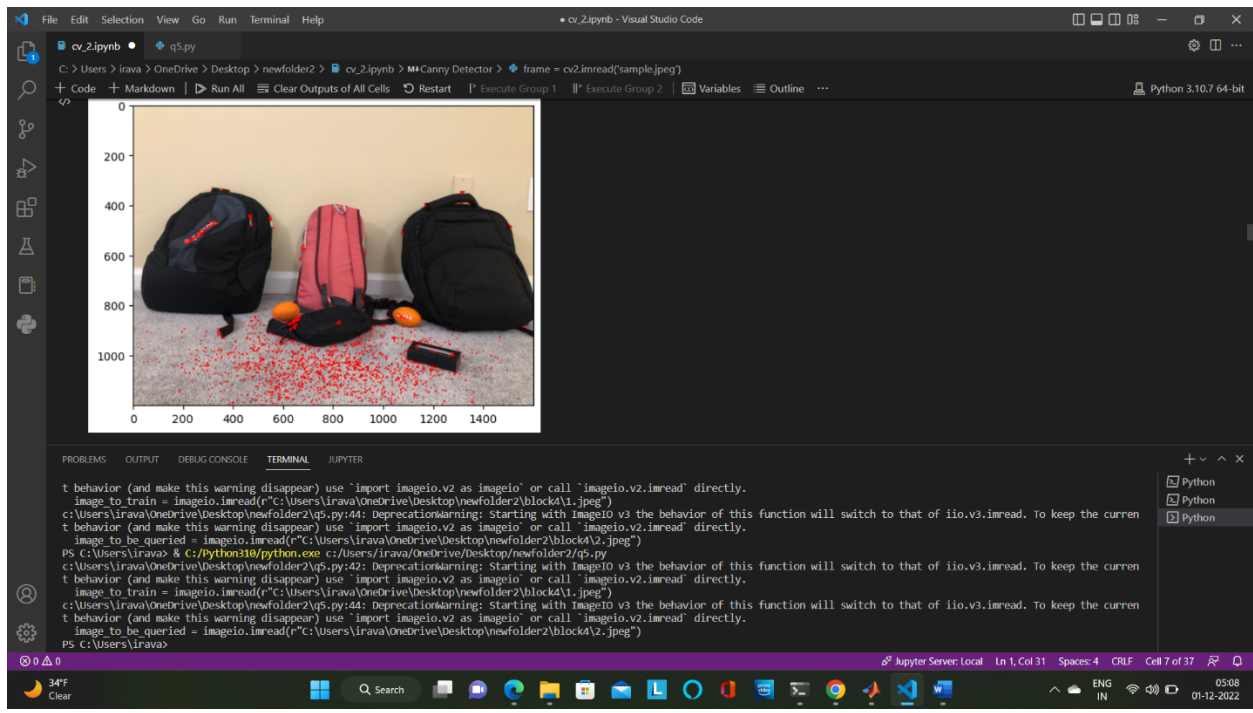 File Edit Selection View Go Run Terminal Help
● cv_2.ipynb - Visual Studio Code
cv_2.ipynb ●
q5.py
C: > Users > irava > OneDrive > Desktop > newfolder2 > cv_2.ipynb > M↓Canny Detector > frame = cv2.imread('sample.jpeg')
+ Code + Markdown | Run All Clear Outputs of All Cells Restart Execute Group 1 Execute Group 2 | Variables Outline ···
Python 3.10.7 64-bit
0
200
400
600
800
1000
0 200 400 600 800 1000 1200 1400
PROBLEMS OUTPUT DEBUG CONSOLE TERMINAL JUPYTER
t behavior (and make this warning disappear) use `import imageio.v2 as imageio` or call `imageio.v2.imread` directly.
image_to_train = imageio.imread(r"C:\Users\irava\OneDrive\Desktop\newfolder2\block4\1.jpeg")
c:\Users\irava\OneDrive\Desktop\newfolder2\q5.py:44: DeprecationWarning: Starting with ImageIO v3 the behavior of this function will switch to that of iio.v3.imread. To keep the curren
t behavior (and make this warning disappear) use `import imageio.v2 as imageio` or call `imageio.v2.imread` directly.
image_to_be_queried = imageio.imread(r"C:\Users\irava\OneDrive\Desktop\newfolder2\block4\2.jpeg")
PS C:\Users\irava> & C:/Python310/python.exe c:/Users/irava/OneDrive/Desktop/newfolder2/q5.py
c:\Users\irava\OneDrive\Desktop\newfolder2\q5.py:42: DeprecationWarning: Starting with ImageIO v3 the behavior of this function will switch to that of iio.v3.imread. To keep the curren
t behavior (and make this warning disappear) use `import imageio.v2 as imageio` or call `imageio.v2.imread` directly.
image_to_train = imageio.imread(r"C:\Users\irava\OneDrive\Desktop\newfolder2\block4\1.jpeg")
c:\Users\irava\OneDrive\Desktop\newfolder2\q5.py:44: DeprecationWarning: Starting with ImageIO v3 the behavior of this function will switch to that of iio.v3.imread. To keep the curren
t behavior (and make this warning disappear) use `import imageio.v2 as imageio` or call `imageio.v2.imread` directly.
image_to_be_queried = imageio.imread(r"C:\Users\irava\OneDrive\Desktop\newfolder2\block4\2.jpeg")
PS C:\Users\irava>
Python
Python
Python
0 0
Jupyter Server: Local Ln 1, Col 31 Spaces: 4 CRLF Cell 7 of 37
34°F
Clear
Search
ENG
IN
05:08
01-12-2022